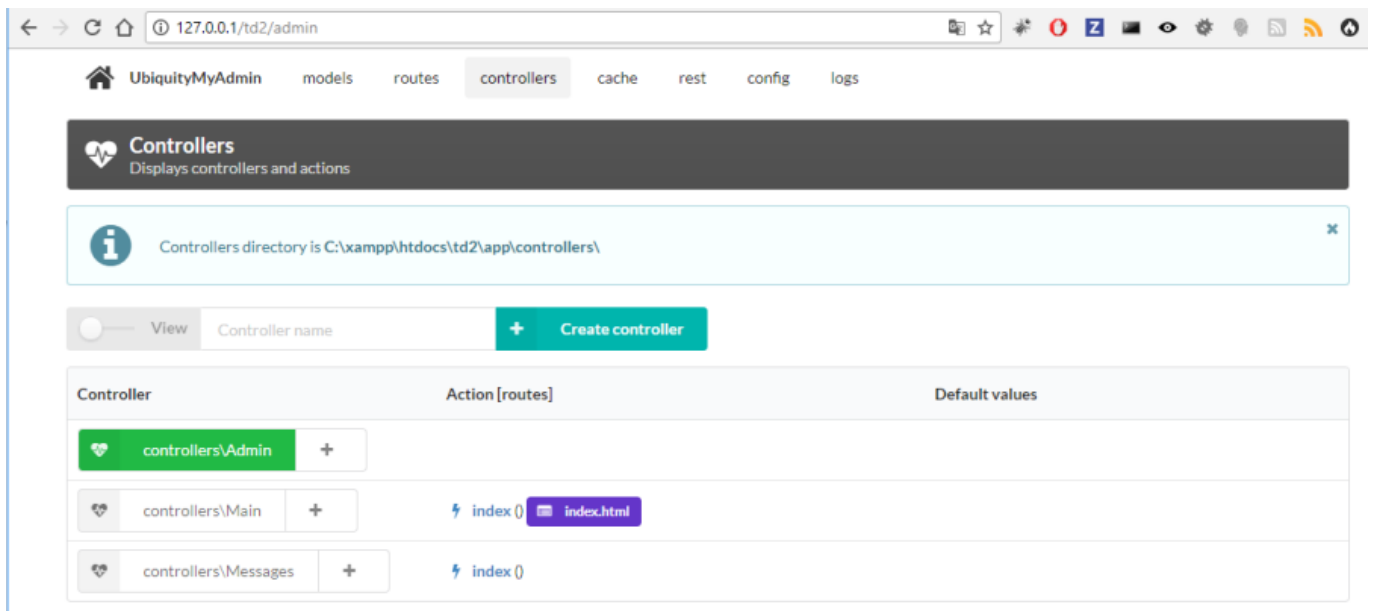 127.0.0.1/td2/admin
UbiquityMyAdmin models routes controllers cache rest config logs
Controllers
Displays controllers and actions
Controllers directory is C:\xampp\htdocs\td2\app\controllers\
View Controller name + Create controller
Controller Action [routes] Default values
controllers\Admin +
controllers\Main + index () index.html
controllers\Messages + index ()